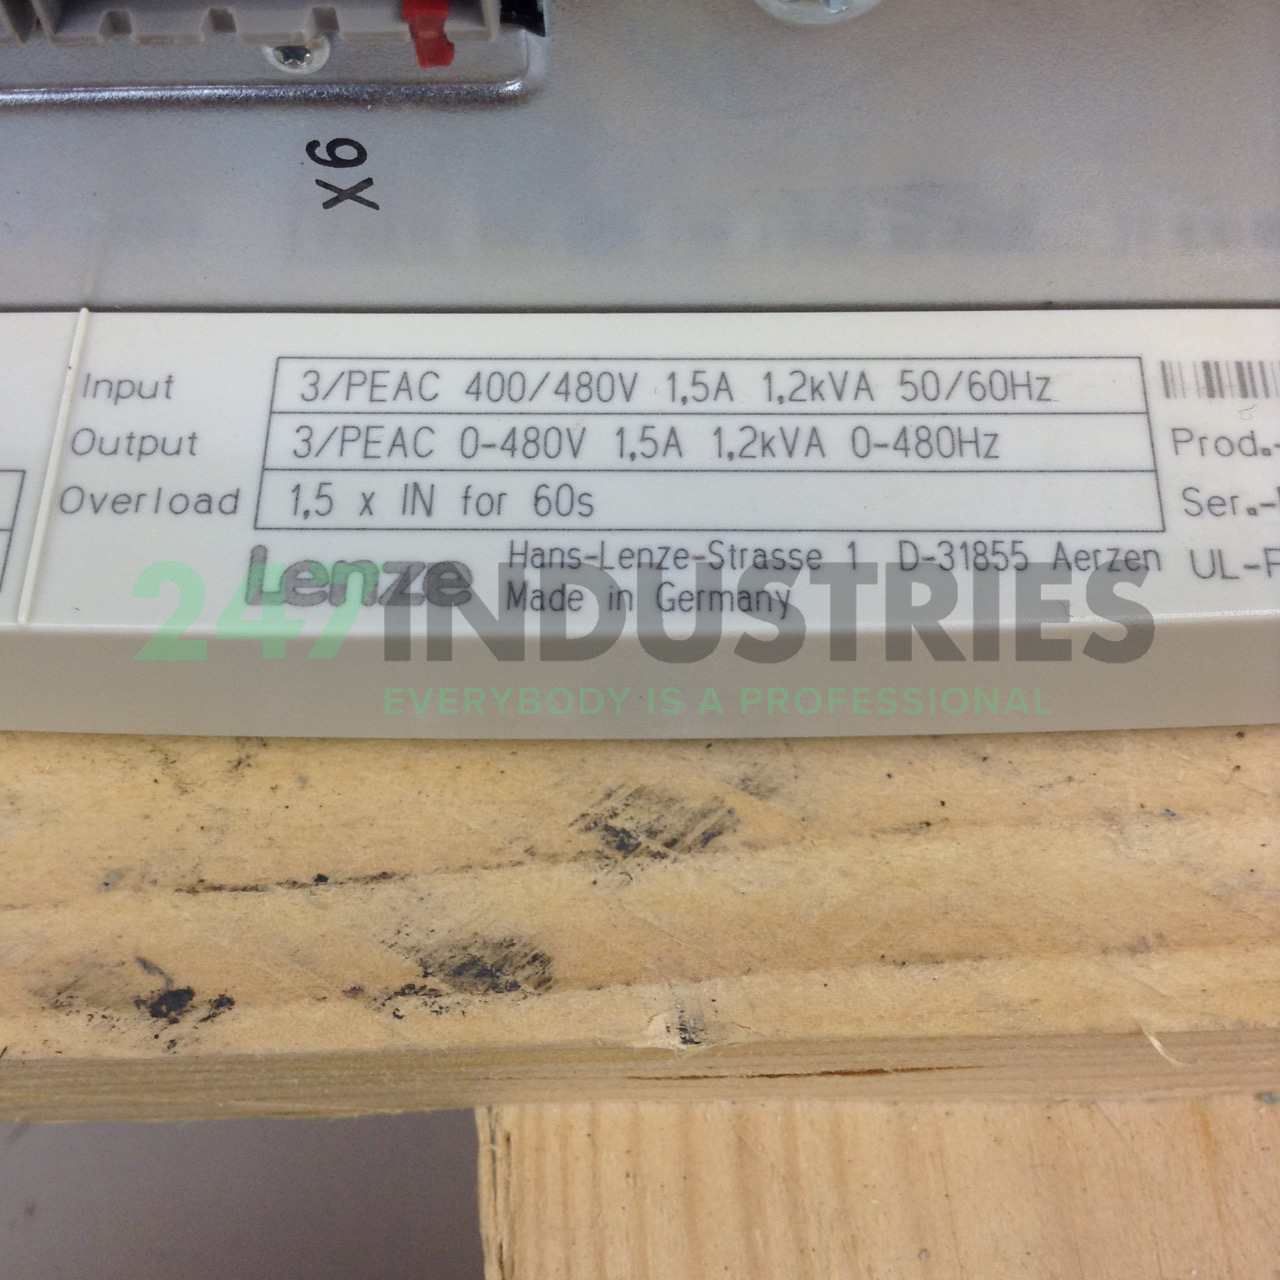 X6
Input 3/PEAC 400/480V 1,5A 1,2kVA 50/60Hz
Output 3/PEAC 0-480V 1,5A 1,2kVA 0-480Hz
Prod.-
Overload 1,5 x IN for 60s
Ser.-
Lenze Hans-Lenze-Strasse 1 D-31855 Aerzen
Made in Germany
UL-F
247INDUSTRIES
EVERYBODY IS A PROFESSIONAL